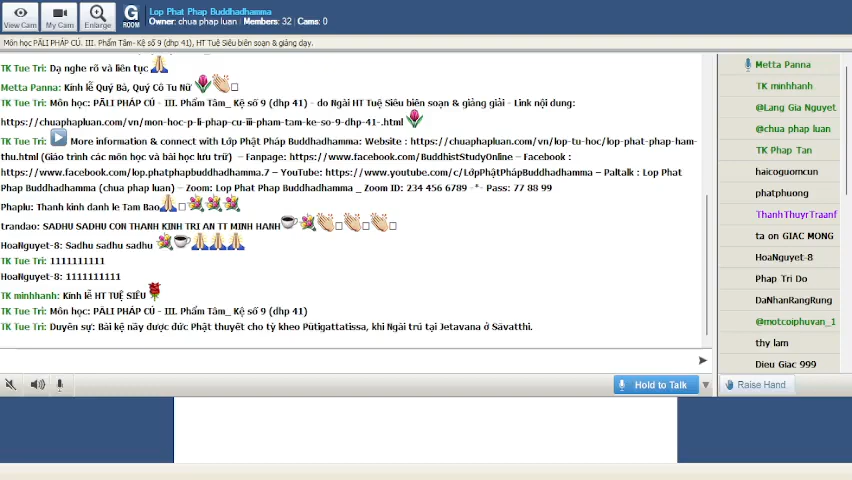 Lop Phat Phap Buddhadhamma
Owner: chua phap luan | Members: 32 | Cams: 0
View Cam
My Cam
Enlarge
G
ROOM
Môn học PĀLI PHÁP CÚ. III. Phẩm Tâm- Kệ số 9 (dhp 41), HT Tuệ Siêu biên soạn & giảng dạy.
TK Tue Tri: Dạ nghe rõ và liên tục
Metta Panna: Kính lễ Quý Bá, Quý Cô Tu Nữ
TK Tue Tri: Môn học: PĀLI PHÁP CÚ - III. Phẩm Tâm_ Kệ số 9 (dhp 41) - do Ngài HT Tuệ Siêu biên soạn & giảng giải - Link nội dung:
https://chuaphapluan.com/vn/mon-hoc-p-li-phap-cu-iii-pham-tam-ke-so-9-dhp-41-.html
TK Tue Tri: More information & connect with Lớp Phật Pháp Buddhadhamma: Website : https://chuaphapluan.com/vn/lop-tu-hoc/lop-phat-phap-ham-
thu.html (Giáo trình các môn học và bài học lưu trữ) – Fanpage: https://www.facebook.com/BuddhistStudyOnline – Facebook :
https://www.facebook.com/lop.phatphapbuddhadhamma.7 – YouTube: https://www.youtube.com/c/LớpPhậtPhápBuddhadhamma – Paltalk : Lop Phat
Phap Buddhadhamma (chua phap luan) – Zoom: Lop Phat Phap Buddhadhamma _ Zoom ID: 234 456 6789 -*- Pass: 77 88 99
Phaplu: Thanh kinh danh le Tam Bao
trandao: SADHU SADHU CON THANH KINH TRI AN TT MINH HANH
HoaNguyet-8: Sadhu sadhu sadhu
TK Tue Tri: 1111111111
HoaNguyet-8: 1111111111
TK minhhanh: Kính lễ HT TUỆ SIÊU
TK Tue Tri: Môn học: PĀLI PHÁP CÚ - III. Phẩm Tâm_ Kệ số 9 (dhp 41)
TK Tue Tri: Duyên sự: Bài kệ nầy được đức Phật thuyết cho tỳ kheo Pūtigattatissa, khi Ngài trú tại Jetavana ở Sāvatthi.
Hold to Talk
Metta Panna
TK minhhanh
@Lang Gia Nguyet
@chua phap luan
TK Phap Tan
haicoguomcun
phatphuong
ThanhThuyrTraanf
ta on GIAC MONG
HoaNguyet-8
Phap Tri Do
DaNhanRangRung
@motcoiphuvan_1
thy lam
Dieu Giac 999
Raise Hand